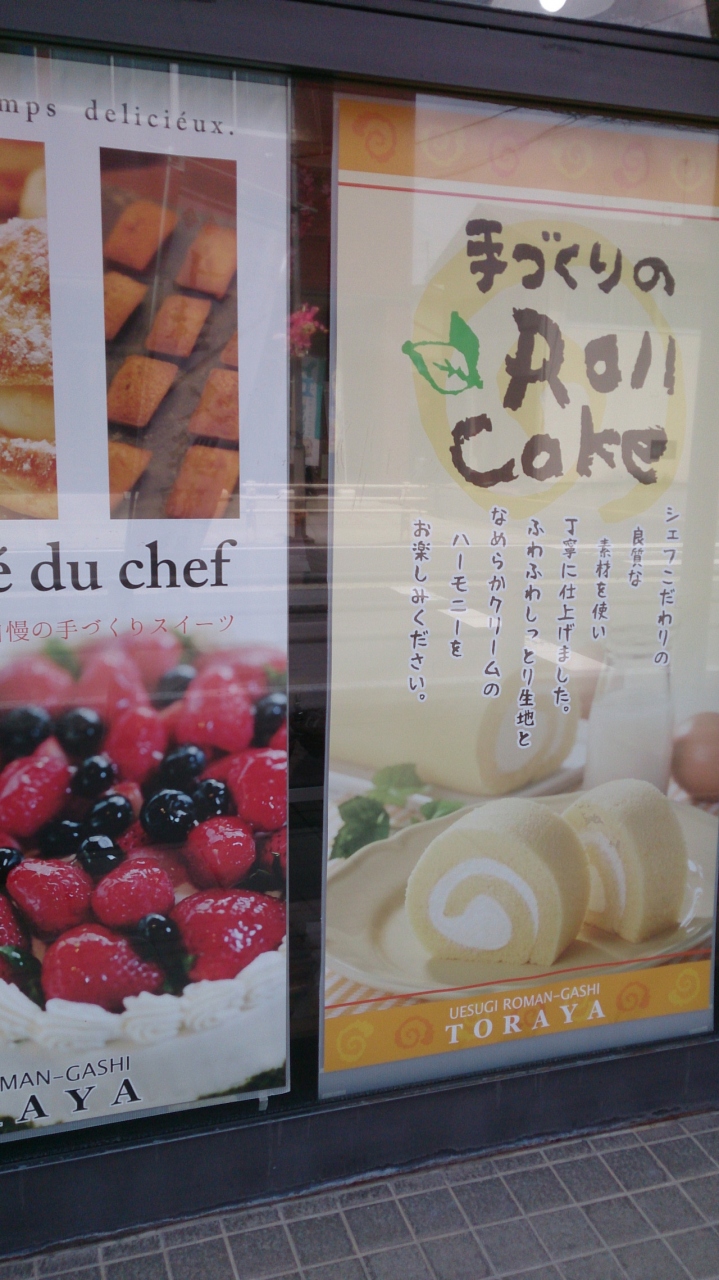 mps deliciéux.
é du chef
慢の手づくりスイーツ
MAN-GASHI
AYA
手づくりの
Roll
Cake
シェフこだわりの
良質な
素材を使い
丁寧に仕上げました。
ふわふわしっとり生地と
なめらかクリームの
ハーモニーを
お楽しみください。
UESUGI ROMAN-GASHI
TORAYA